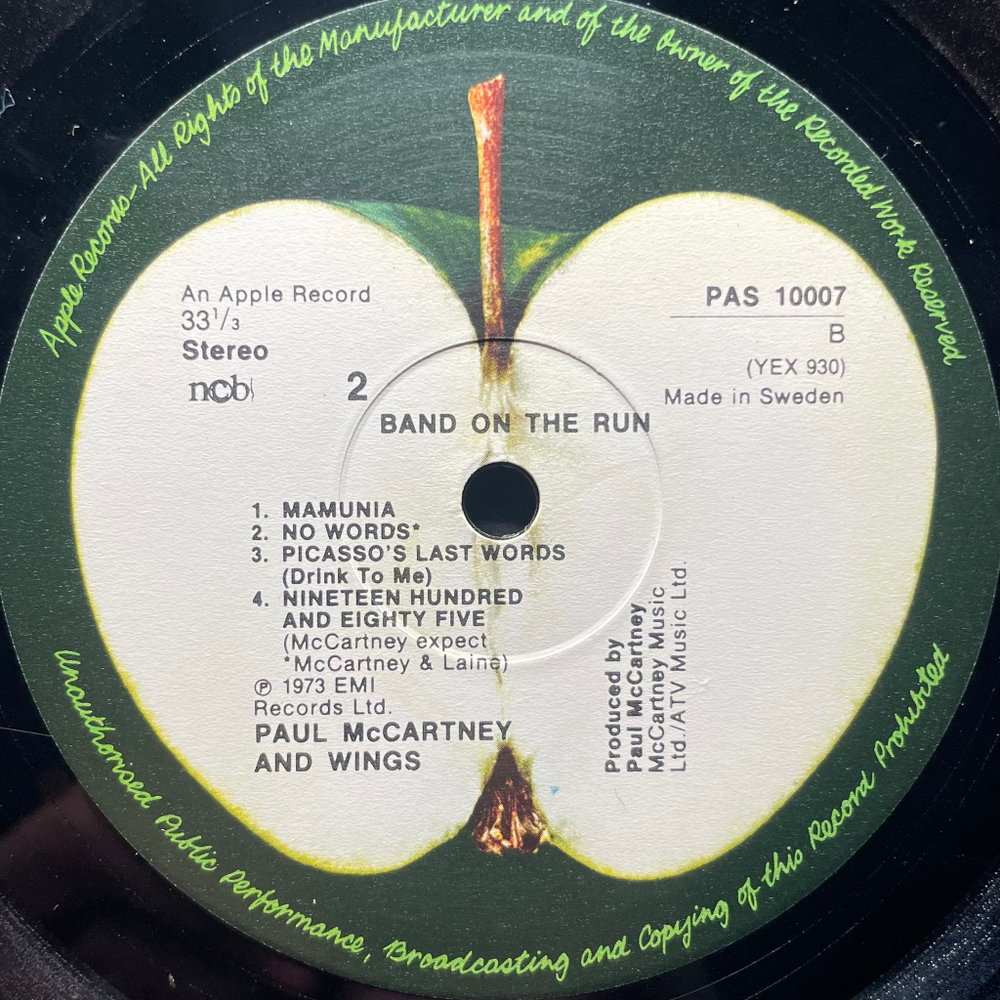 Apple Records - All Rights of the Manufacturer and of the Owner of the Recorded Work Reserved
An Apple Record
33 1/3
Stereo
ncb
2
PAS 10007
B
(YEX 930)
Made in Sweden
BAND ON THE RUN
1. MAMUNIA
2. NO WORDS*
3. PICASSO'S LAST WORDS
(Drink To Me)
4. NINETEEN HUNDRED
AND EIGHTY FIVE
(McCartney expect
*McCartney & Laine)
℗ 1973 EMI
Records Ltd.
PAUL McCARTNEY
AND WINGS
Produced by
Paul McCartney
McCartney Music
Ltd./ATV Music Ltd.
Unauthorised Public Performance, Broadcasting and Copying of this Record Prohibited